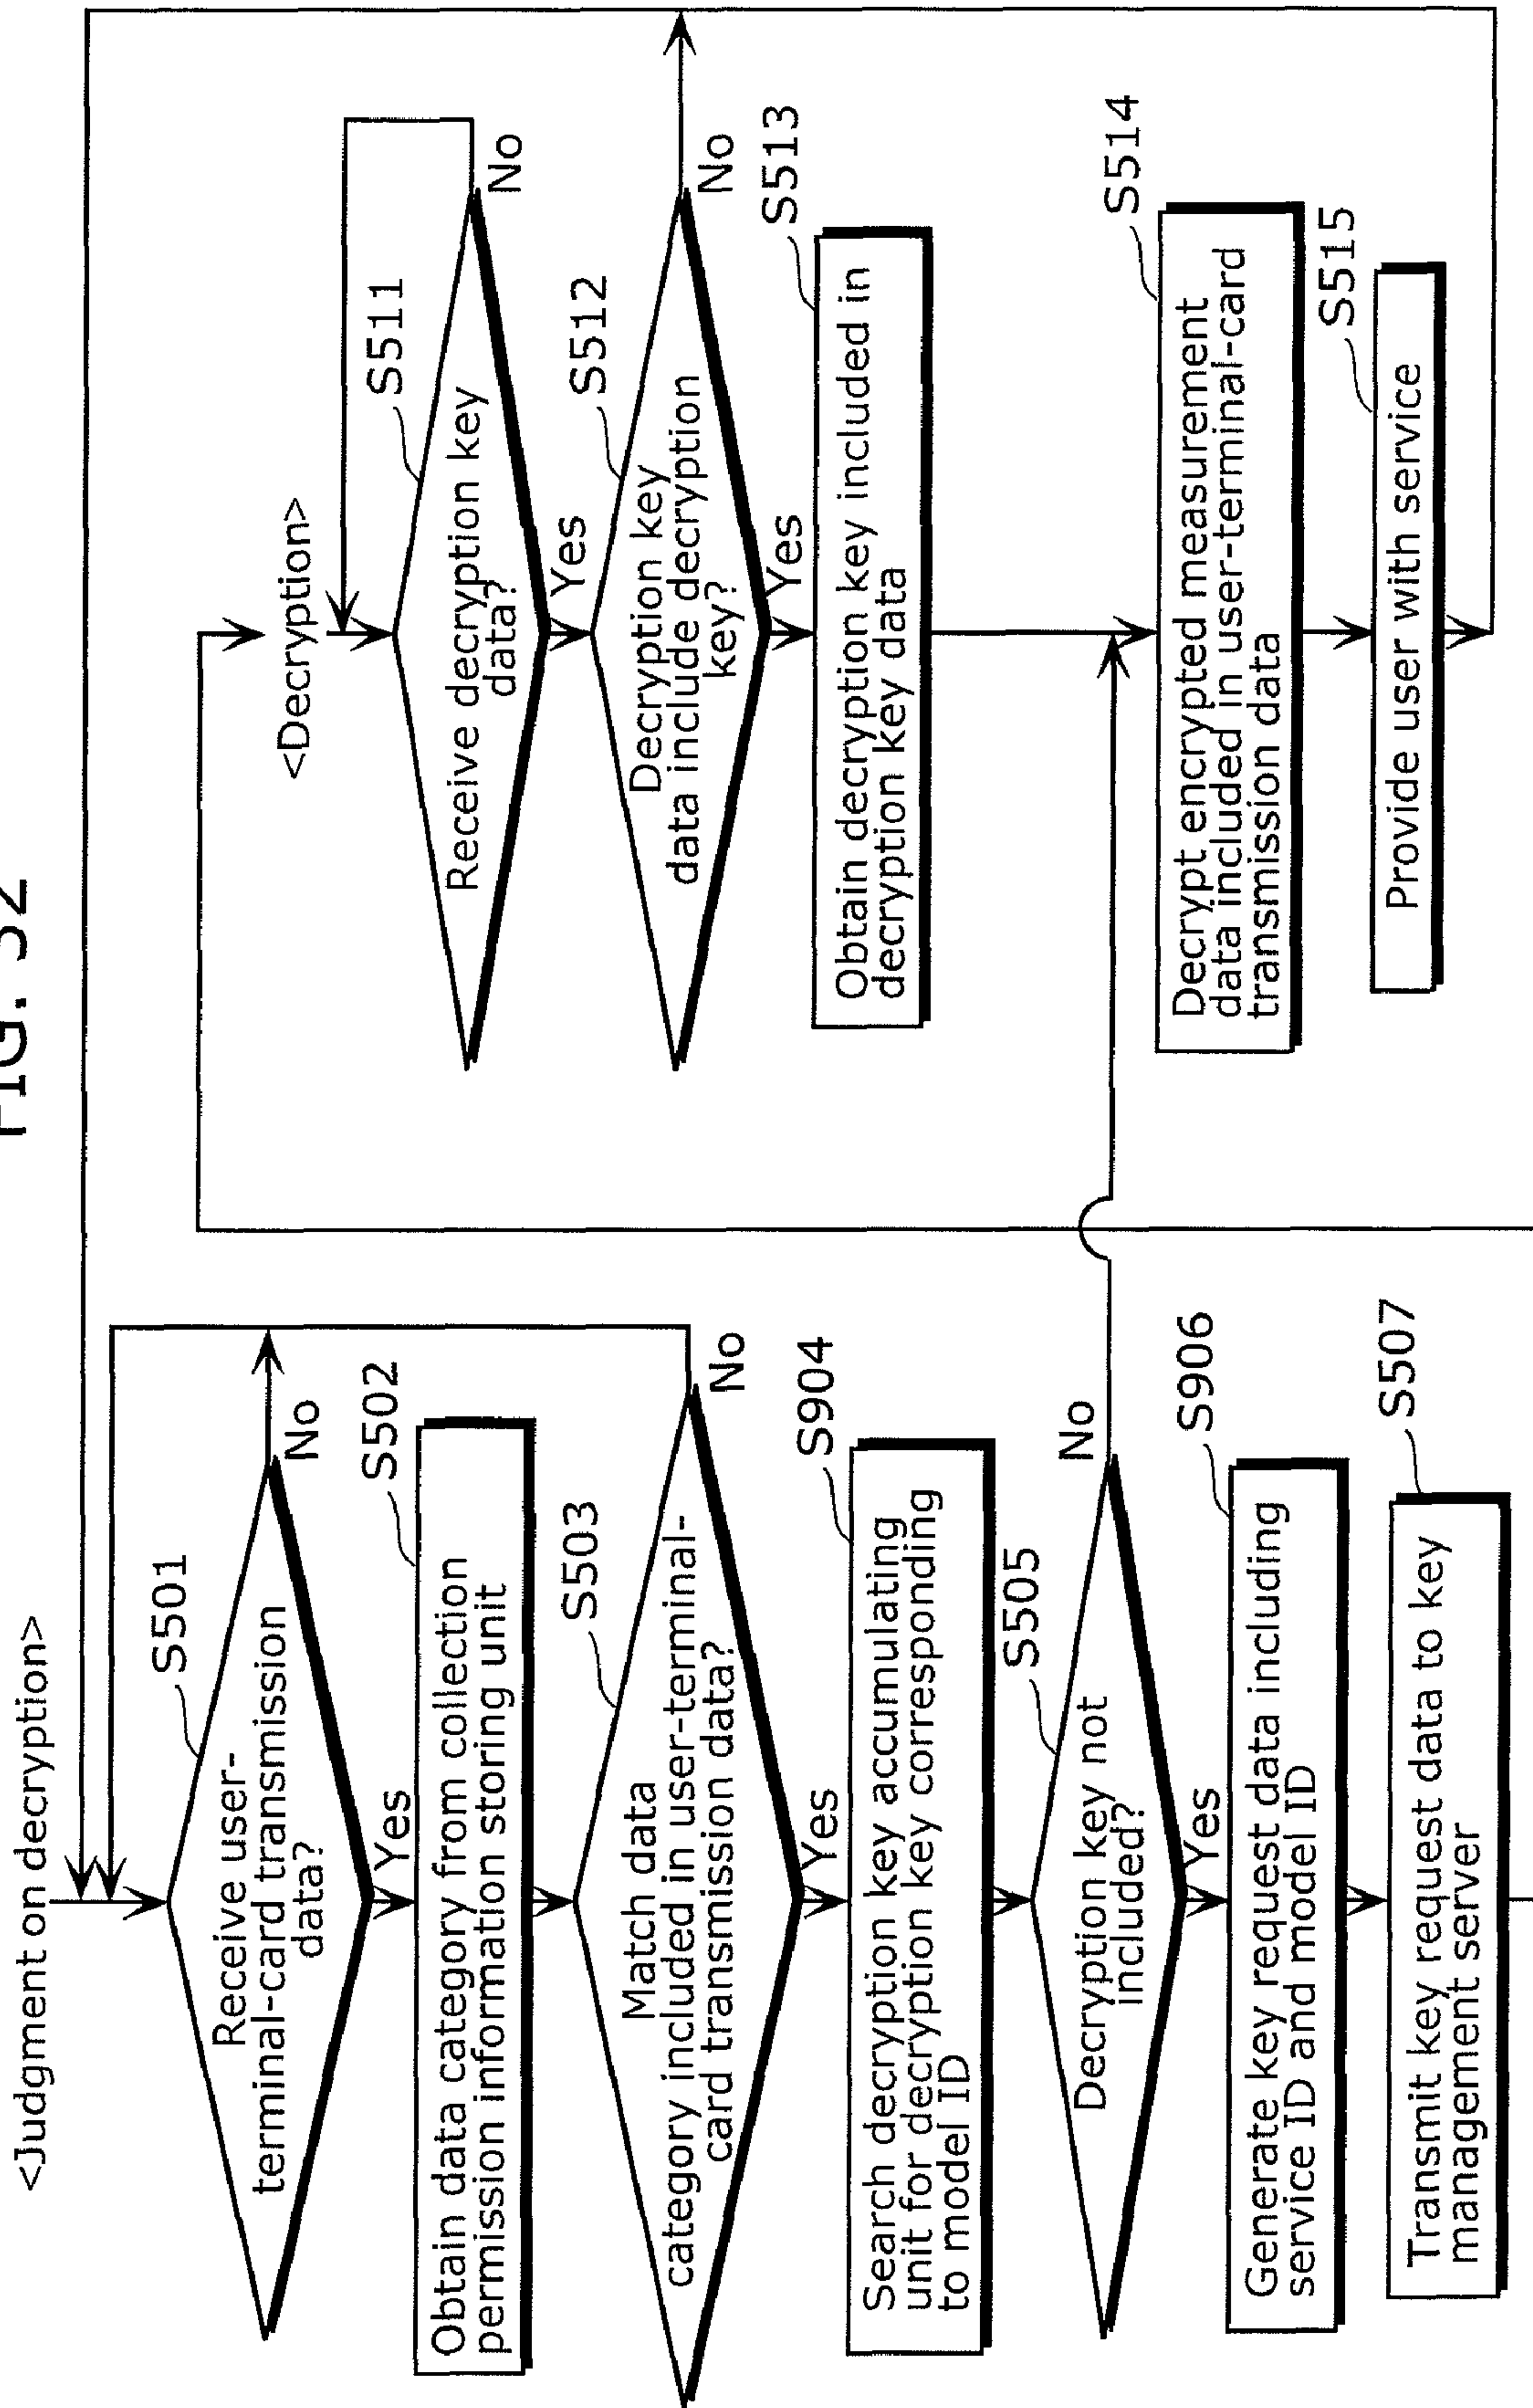 FIG. 32
<Judgment on decryption>
S501
Receive user-
terminal-card transmission
data?
No
Yes
S502
Obtain data category from collection
permission information storing unit
S503
Match data
category included in user-terminal-
card transmission data?
No
Yes
S904
Search decryption key accumulating
unit for decryption key corresponding
to model ID
S505
Decryption key not
included?
No
Yes
S906
Generate key request data including
service ID and model ID
S507
Transmit key request data to key
management server
<Decryption>
S511
Receive decryption key
data?
No
Yes
S512
Decryption key
data include decryption
key?
No
Yes
S513
Obtain decryption key included in
decryption key data
S514
Decrypt encrypted measurement
data included in user-terminal-card
transmission data
S515
Provide user with service